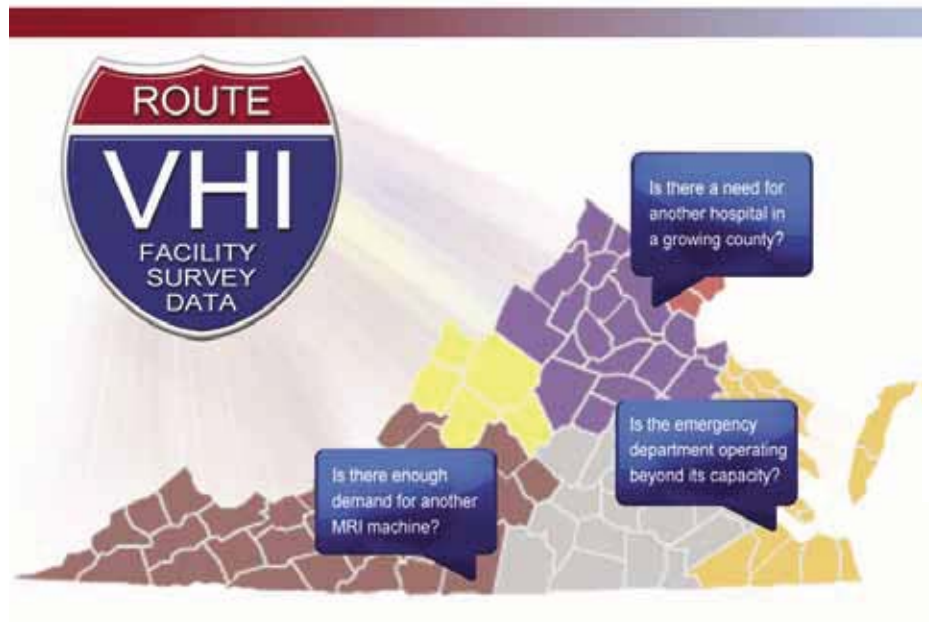 ROUTE
VHI
FACILITY
SURVEY
DATA
Is there a need for
another hospital in
a growing county?
Is the emergency
department operating
beyond its capacity?
Is there enough
demand for another
MRI machine?